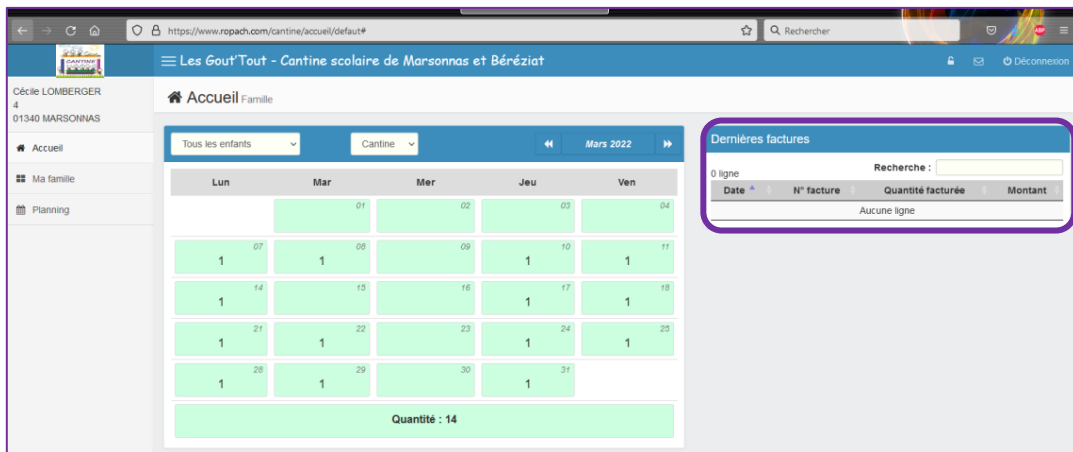 https://www.ropach.com/cantine/accueil/defaut#
Rechercher
CANTINE
Les Gout'Tout - Cantine scolaire de Marsonnas et Béréziat
Déconnexion
Cécile LOMBERGER
4
01340 MARSONNAS
Accueil
Ma famille
Planning
Accueil Famille
Tous les enfants
Cantine
Mars 2022
Lun Mar Mer Jeu Ven
01 02 03 04
07 08 09 10 11
1 1 1 1
14 15 16 17 18
1 1 1
21 22 23 24 25
1 1 1 1
28 29 30 31
1 1 1
Quantité : 14
Dernières factures
Recherche :
0 ligne
Date N° facture Quantité facturée Montant
Aucune ligne